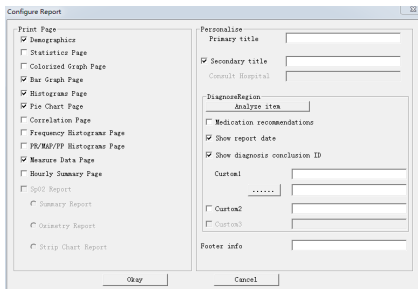 Configure Report
Print Page
Demographics
Statistics Page
Colorized Graph Page
Bar Graph Page
Histograms Page
Pie Chart Page
Correlation Page
Frequency Histograms Page
PR/MAP/PP Histograms Page
Measure Data Page
Hourly Summary Page
SpO2 Report
Summary Report
Oximetry Report
Strip Chart Report
Personalise
Primary title
Secondary title
Consult Hospital
DiagnoseRegion
Analyze item
Medication recommendations
Show report date
Show diagnosis conclusion ID
Custom1
......
Custom2
Custom3
Footer info
Okay
Cancel